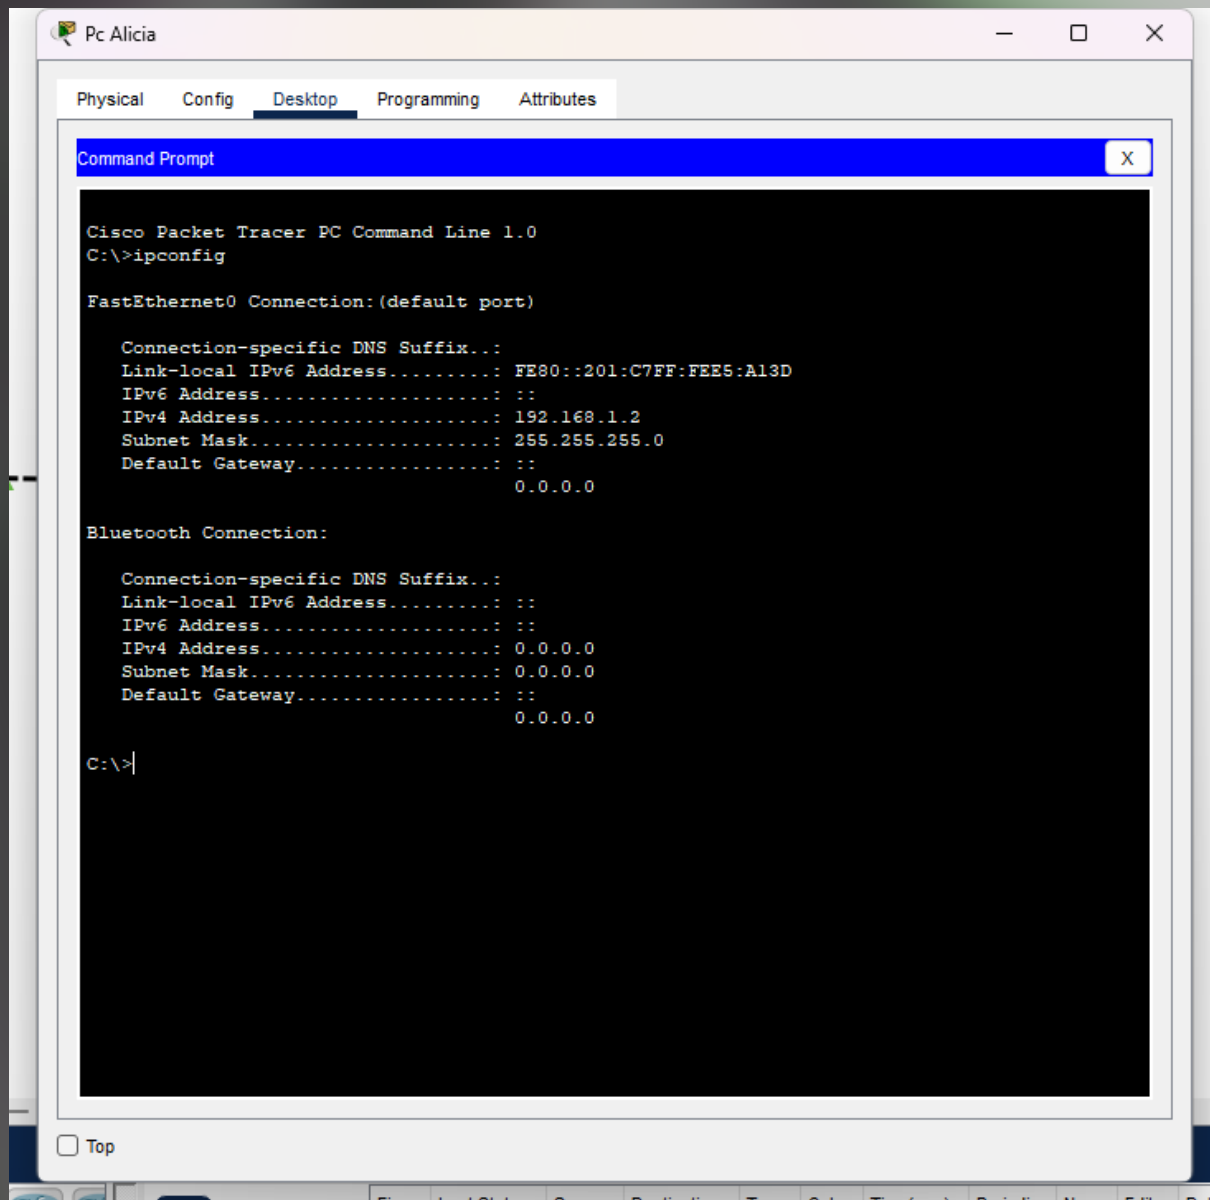 Pc Alicia
Physical Config Desktop Programming Attributes
Command Prompt X
Cisco Packet Tracer PC Command Line 1.0
C:\>ipconfig
FastEthernet0 Connection:(default port)
Connection-specific DNS Suffix..:
Link-local IPv6 Address.........: FE80::201:C7FF:FEE5:A13D
IPv6 Address....................: ::
IPv4 Address....................: 192.168.1.2
Subnet Mask.....................: 255.255.255.0
Default Gateway.................: ::
0.0.0.0
Bluetooth Connection:
Connection-specific DNS Suffix..:
Link-local IPv6 Address.........: ::
IPv6 Address....................: ::
IPv4 Address....................: 0.0.0.0
Subnet Mask.....................: 0.0.0.0
Default Gateway.................: ::
0.0.0.0
C:\>
Top